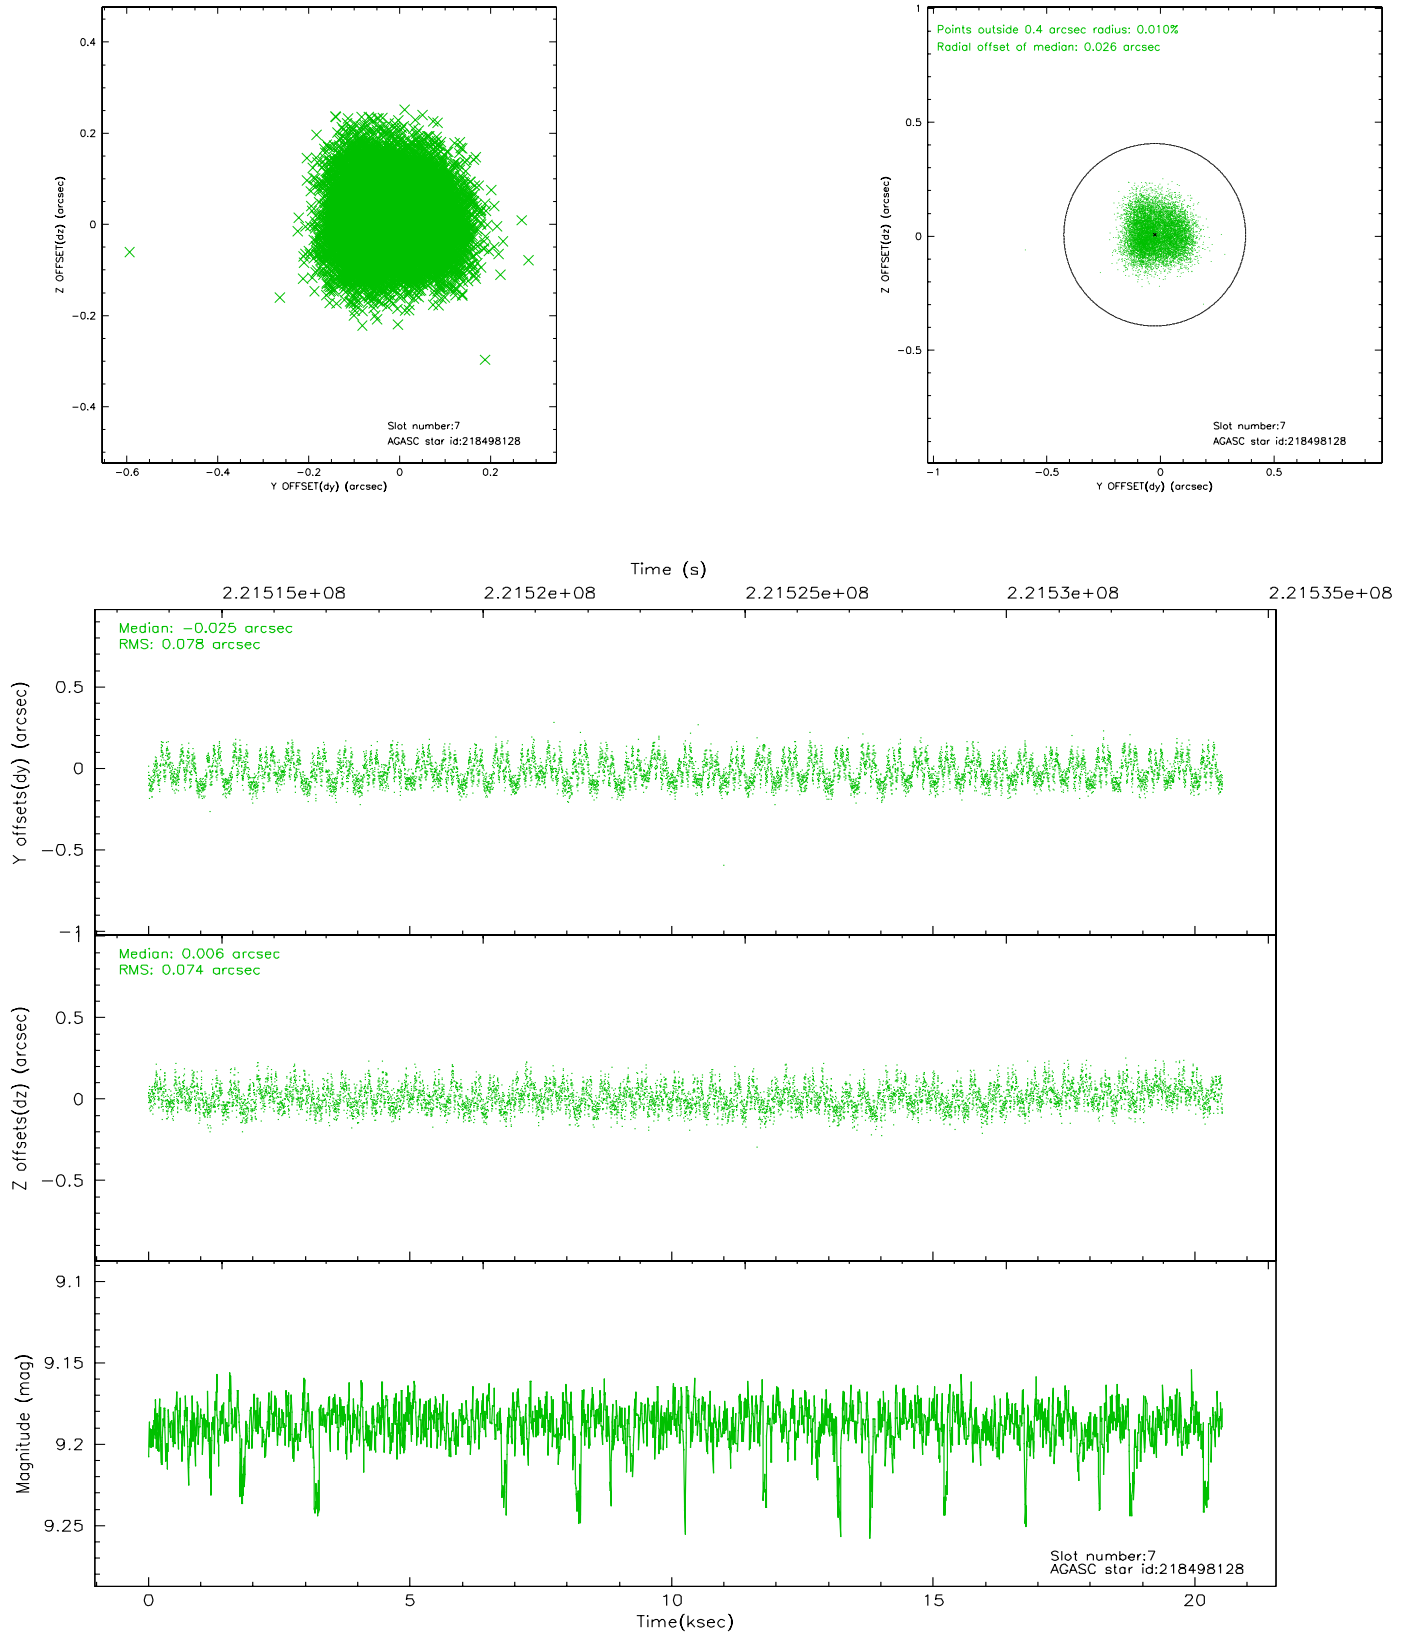 0.4
0.2
0
-0.2
-0.4
Z OFFSET(dz) (arcsec)
Slot number:7
AGASC star id:218498128
-0.6 -0.4 -0.2 0 0.2
Y OFFSET(dy) (arcsec)
Points outside 0.4 arcsec radius: 0.010%
Radial offset of median: 0.026 arcsec
1
0.5
0
-0.5
Z OFFSET(dz) (arcsec)
Slot number:7
AGASC star id:218498128
-1 -0.5 0 0.5
Y OFFSET(dy) (arcsec)
Time (s)
2.21515e+08 2.2152e+08 2.21525e+08 2.2153e+08 2.21535e+08
Median: -0.025 arcsec
RMS: 0.078 arcsec
0.5
0
-0.5
-1
Y offsets(dy) (arcsec)
Median: 0.006 arcsec
RMS: 0.074 arcsec
1
0.5
0
-0.5
Z offsets(dz) (arcsec)
9.1
9.15
9.2
9.25
Magnitude (mag)
Slot number:7
AGASC star id:218498128
0 5 10 15 20
Time(ksec)